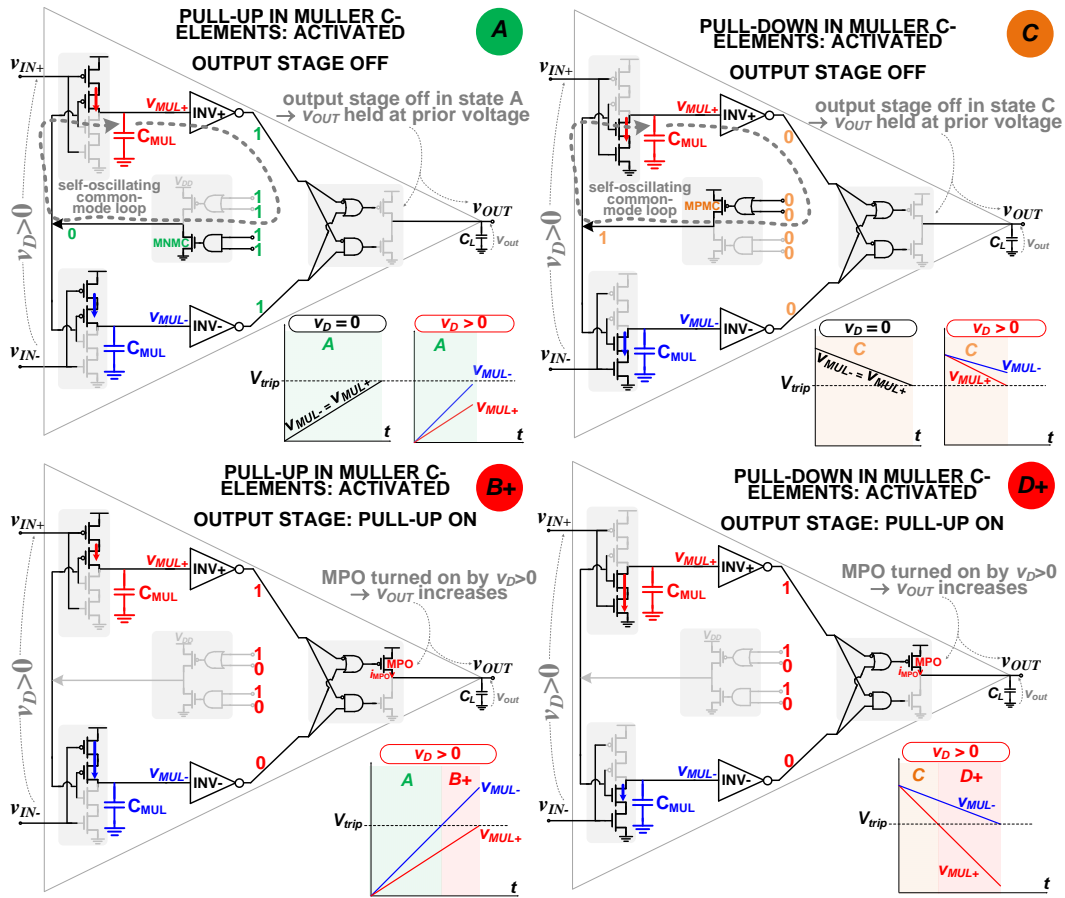 PULL-UP IN MULLER C-
ELEMENTS: ACTIVATED
A
OUTPUT STAGE OFF
vIN+
vMUL+
INV+
1
CMUL
output stage off in state A
→ vOUT held at prior voltage
self-oscillating
common-
mode loop
VDD
1
1
MNMC
1
1
0
vD>0
vOUT
CL
vout
1
vMUL-
INV-
CMUL
vIN-
vD = 0
A
Vtrip
vMUL- = vMUL+
t
vD > 0
A
vMUL-
vMUL+
t
PULL-DOWN IN MULLER C-
ELEMENTS: ACTIVATED
C
OUTPUT STAGE OFF
vIN+
vMUL+
INV+
0
CMUL
output stage off in state C
→ vOUT held at prior voltage
self-oscillating
common-
mode loop
MPMC
0
0
0
0
1
vD>0
vOUT
CL
vout
0
vMUL-
INV-
CMUL
vIN-
vD = 0
C
Vtrip
vMUL- = vMUL+
t
vD > 0
C
vMUL-
vMUL+
t
PULL-UP IN MULLER C-
ELEMENTS: ACTIVATED
B+
OUTPUT STAGE: PULL-UP ON
vIN+
vMUL+
INV+
1
CMUL
MPO turned on by vD>0
→ vOUT increases
VDD
1
0
1
0
MPO
iMPO
vD>0
vOUT
CL
vout
0
vMUL-
INV-
CMUL
vIN-
vD > 0
A
B+
vMUL-
Vtrip
vMUL+
t
PULL-DOWN IN MULLER C-
ELEMENTS: ACTIVATED
D+
OUTPUT STAGE: PULL-UP ON
vIN+
vMUL+
INV+
1
CMUL
MPO turned on by vD>0
→ vOUT increases
VDD
1
0
1
0
MPO
iMPO
vD>0
vOUT
CL
vout
0
vMUL-
INV-
CMUL
vIN-
vD > 0
C
D+
vMUL-
Vtrip
vMUL+
t